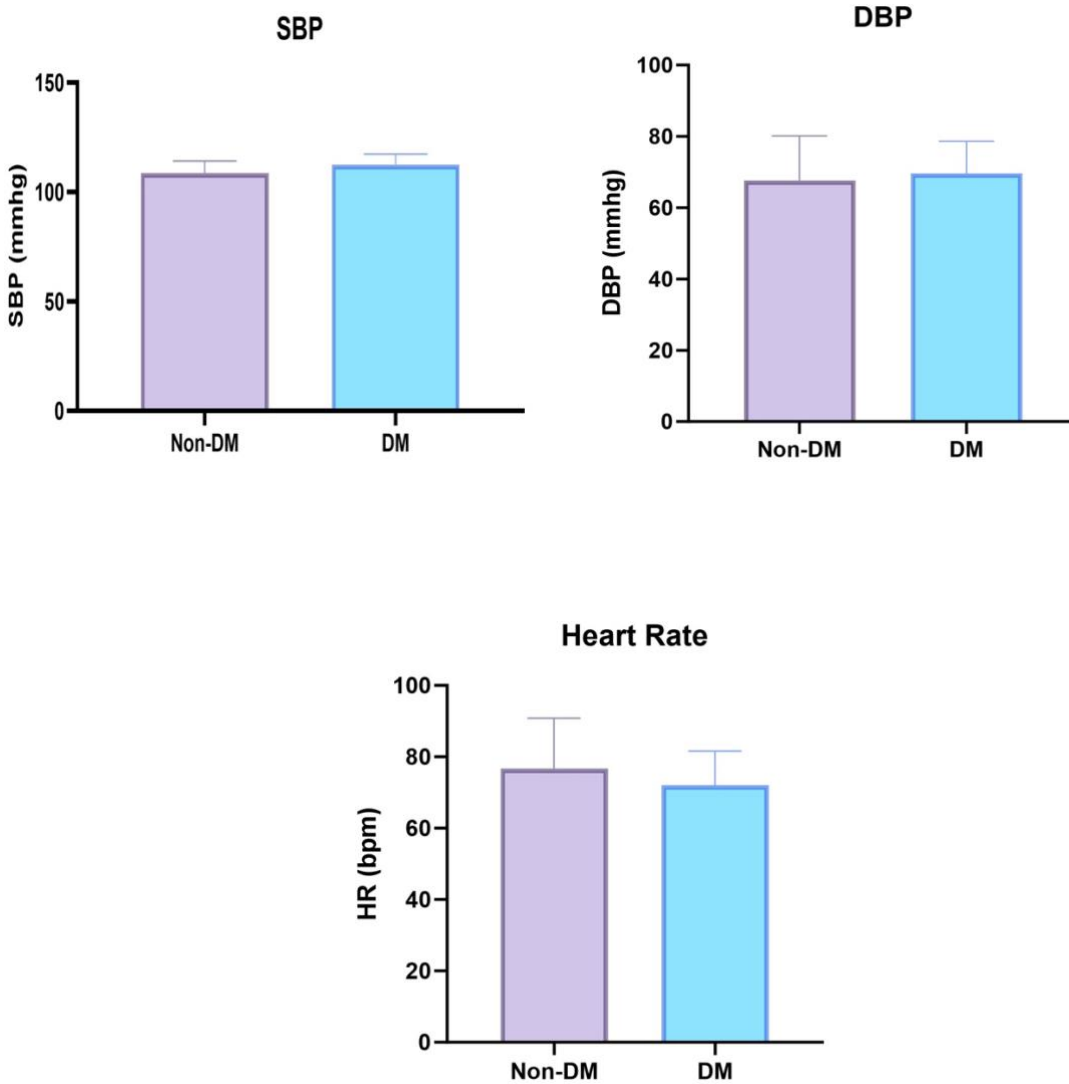 SBP
SBP (mmhg)
150
100
50
0
Non-DM DM
DBP
DBP (mmhg)
100
80
60
40
20
0
Non-DM DM
Heart Rate
HR (bpm)
100
80
60
40
20
0
Non-DM DM